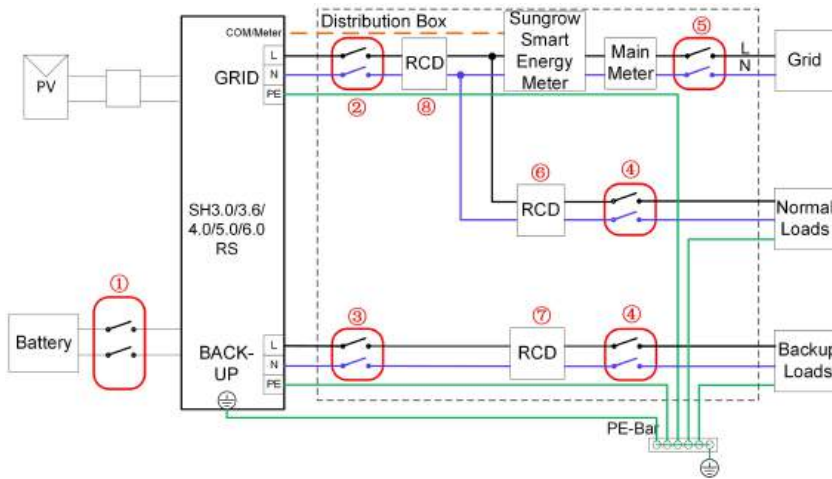 Distribution Box
Sungrow
Smart
Energy
Meter
⑤
COM/Meter
L
N
PE
GRID
RCD
Main
Meter
L
N
Grid
PV
②
⑧
⑥
④
RCD
Normal
Loads
SH3.0/3.6/
4.0/5.0/6.0
RS
①
Battery
③
⑦
④
BACK-
UP
L
N
PE
RCD
Backup
Loads
PE-Bar